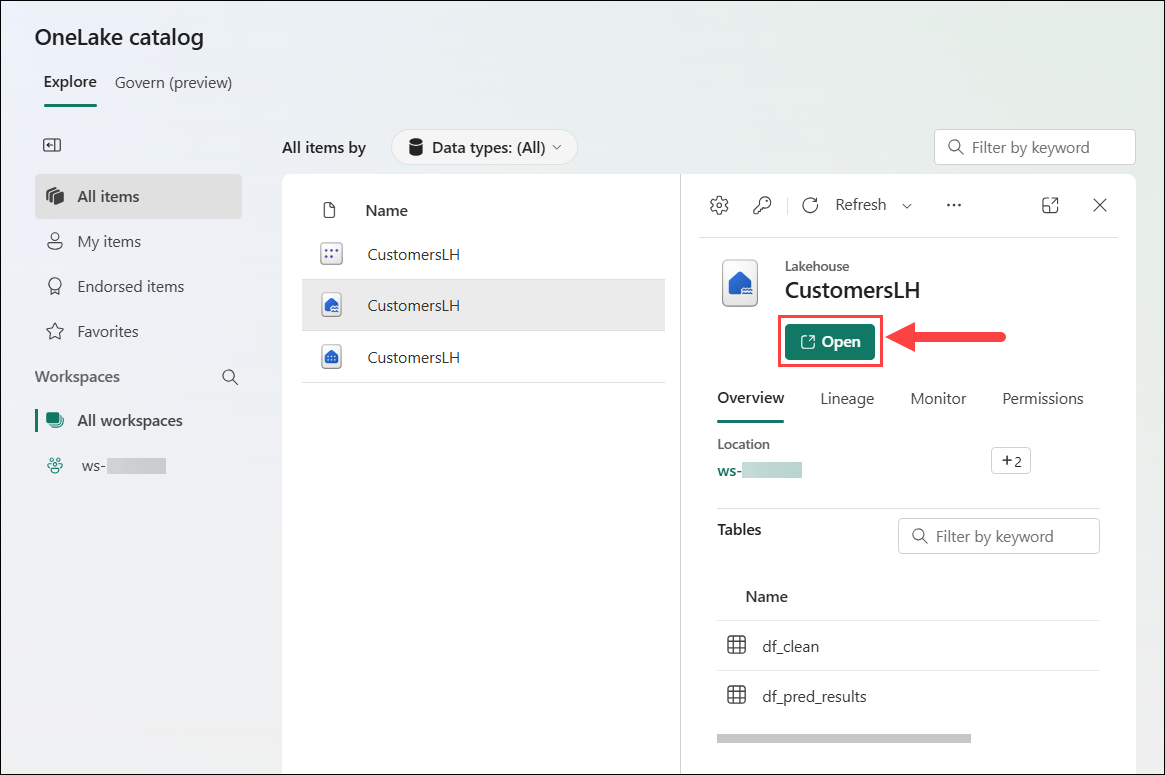 OneLake catalog
Explore Govern (preview)
All items by Data types: (All) Filter by keyword
All items
My items
Endorsed items
Favorites
Workspaces
All workspaces
ws-
Name
CustomersLH
CustomersLH
CustomersLH
Refresh ...
Lakehouse
CustomersLH
Open
Overview Lineage Monitor Permissions
Location
ws- +2
Tables Filter by keyword
Name
df_clean
df_pred_results